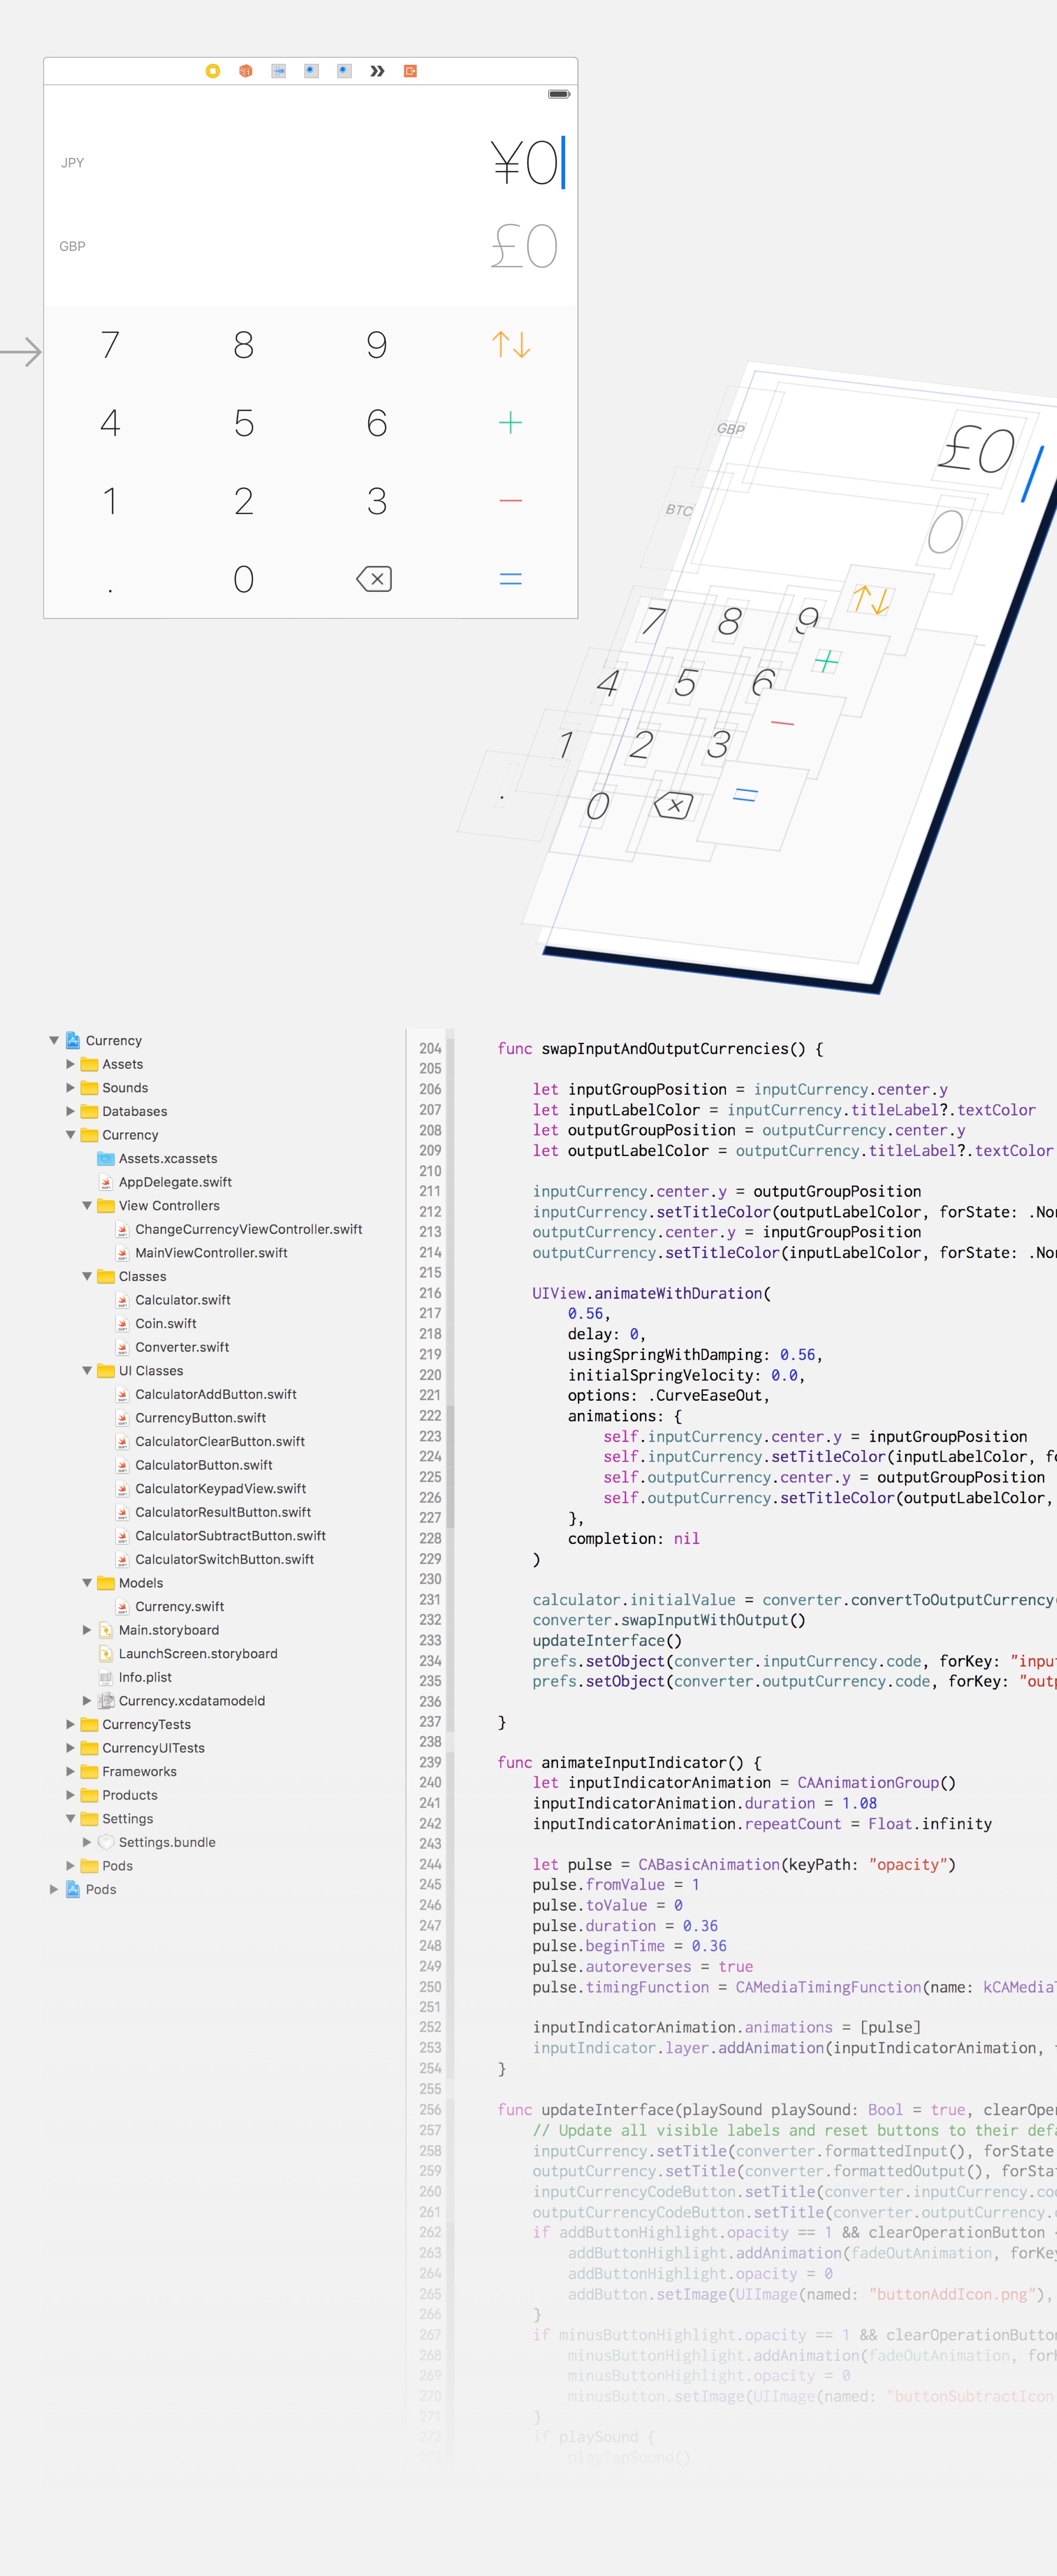 JPY
¥0
GBP
£0
7 8 9 ↑↓
4 5 6 +
1 2 3 −
. 0 =
GBP
£0
BTC
0
7 8 9 ↑↓
4 5 6 +
1 2 3 −
. 0 =
Currency
Assets
Sounds
Databases
Currency
Assets.xcassets
AppDelegate.swift
View Controllers
ChangeCurrencyViewController.swift
MainViewController.swift
Classes
Calculator.swift
Coin.swift
Converter.swift
UI Classes
CalculatorAddButton.swift
CurrencyButton.swift
CalculatorClearButton.swift
CalculatorButton.swift
CalculatorKeypadView.swift
CalculatorResultButton.swift
CalculatorSubtractButton.swift
CalculatorSwitchButton.swift
Models
Currency.swift
Main.storyboard
LaunchScreen.storyboard
Info.plist
Currency.xcdatamodeld
CurrencyTests
CurrencyUITests
Frameworks
Products
Settings
Settings.bundle
Pods
Pods
204 func swapInputAndOutputCurrencies() {
205
206 let inputGroupPosition = inputCurrency.center.y
207 let inputLabelColor = inputCurrency.titleLabel?.textColor
208 let outputGroupPosition = outputCurrency.center.y
209 let outputLabelColor = outputCurrency.titleLabel?.textColor
210
211 inputCurrency.center.y = outputGroupPosition
212 inputCurrency.setTitleColor(outputLabelColor, forState: .No
213 outputCurrency.center.y = inputGroupPosition
214 outputCurrency.setTitleColor(inputLabelColor, forState: .No
215
216 UIView.animateWithDuration(
217 0.56,
218 delay: 0,
219 usingSpringWithDamping: 0.56,
220 initialSpringVelocity: 0.0,
221 options: .CurveEaseOut,
222 animations: {
223 self.inputCurrency.center.y = inputGroupPosition
224 self.inputCurrency.setTitleColor(inputLabelColor, fo
225 self.outputCurrency.center.y = outputGroupPosition
226 self.outputCurrency.setTitleColor(outputLabelColor,
227 },
228 completion: nil
229 )
230
231 calculator.initialValue = converter.convertToOutputCurrency(
232 converter.swapInputWithOutput()
233 updateInterface()
234 prefs.setObject(converter.inputCurrency.code, forKey: "input
235 prefs.setObject(converter.outputCurrency.code, forKey: "outp
236
237 }
238
239 func animateInputIndicator() {
240 let inputIndicatorAnimation = CAAnimationGroup()
241 inputIndicatorAnimation.duration = 1.08
242 inputIndicatorAnimation.repeatCount = Float.infinity
243
244 let pulse = CABasicAnimation(keyPath: "opacity")
245 pulse.fromValue = 1
246 pulse.toValue = 0
247 pulse.duration = 0.36
248 pulse.beginTime = 0.36
249 pulse.autoreverses = true
250 pulse.timingFunction = CAMediaTimingFunction(name: kCAMediaT
251
252 inputIndicatorAnimation.animations = [pulse]
253 inputIndicator.layer.addAnimation(inputIndicatorAnimation,
254 }
255
256 func updateInterface(playSound playSound: Bool = true, clearOpe
257 // Update all visible labels and reset buttons to their defa
258 inputCurrency.setTitle(converter.formattedInput(), forState
259 outputCurrency.setTitle(converter.formattedOutput(), forSta
260 inputCurrencyCodeButton.setTitle(converter.inputCurrency.co
261 outputCurrencyCodeButton.setTitle(converter.outputCurrency.c
262 if addButtonHighlight.opacity == 1 && clearOperationButton {
263 addButtonHighlight.addAnimation(fadeOutAnimation, forKe
264 addButtonHighlight.opacity = 0
265 addButton.setImage(UIImage(named: "buttonAddIcon.png"),
266 }
267 if minusButtonHighlight.opacity == 1 && clearOperationButto
268 minusButtonHighlight.addAnimation(fadeOutAnimation, for
269 minusButtonHighlight.opacity = 0
270 minusButton.setImage(UIImage(named: "buttonSubtractIcon
271 }
272 if playSound {
273 playTapSound()